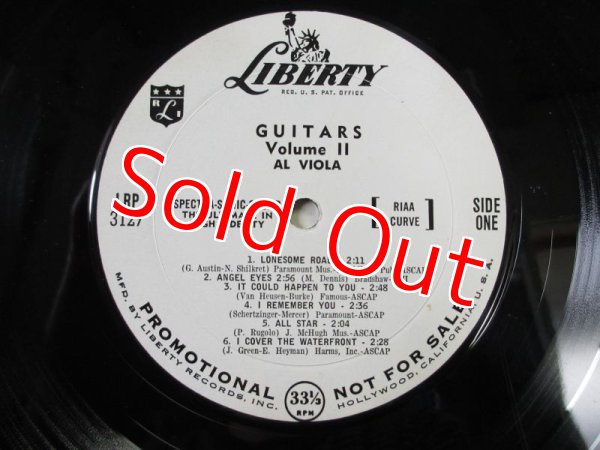 LIBERTY
REG. U. S. PAT. OFFICE
R L I
GUITARS
Volume II
AL VIOLA
LRP
3127
IN
[ RIAA
CURVE ]
SIDE
ONE
Sold Out
1. LONESOME ROAD 2:11
(G. Austin-N. Shilkret) Paramount Mus. ASCAP
2. ANGEL EYES 2:56 (M. Dennis) Bradshaw
3. IT COULD HAPPEN TO YOU - 2:48
(Van Heusen-Burke) Famous-ASCAP
4. I REMEMBER YOU - 2:36
(Schertzinger-Mercer) Paramount-ASCAP
5. ALL STAR - 2:04
(P. Rugolo) J. McHugh Mus.-ASCAP
6. I COVER THE WATERFRONT - 2:28
(J. Green-E. Heyman) Harms, Inc.-ASCAP
PROMOTIONAL NOT FOR SALE
MFD. BY LIBERTY RECORDS, INC. HOLLYWOOD, CALIFORNIA, U. S. A.
33⅓
RPM